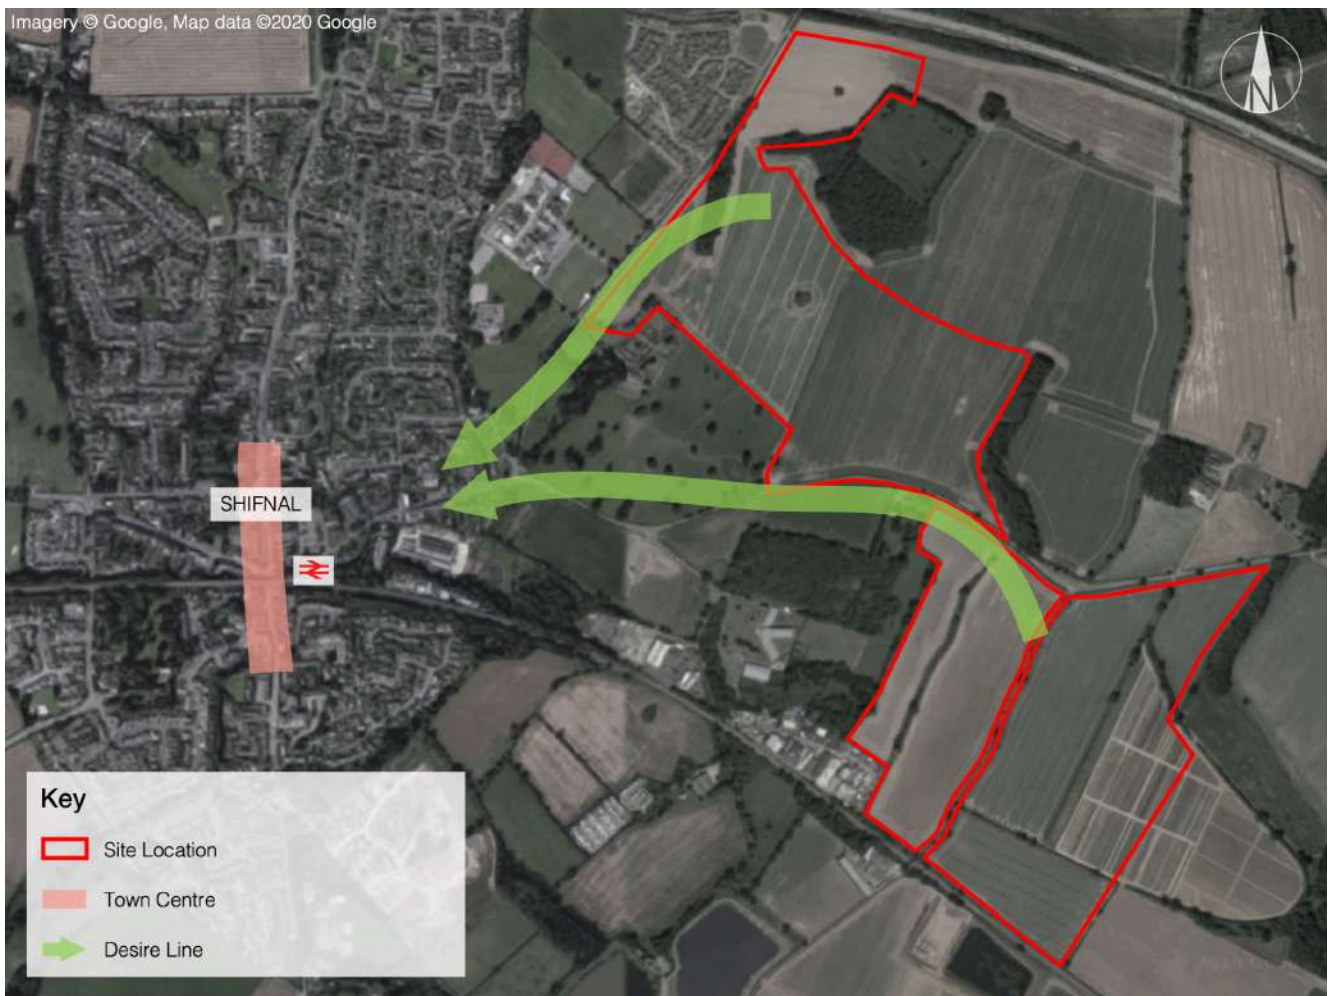 Imagery © Google, Map data ©2020 Google
N
SHIFNAL
Key
Site Location
Town Centre
Desire Line